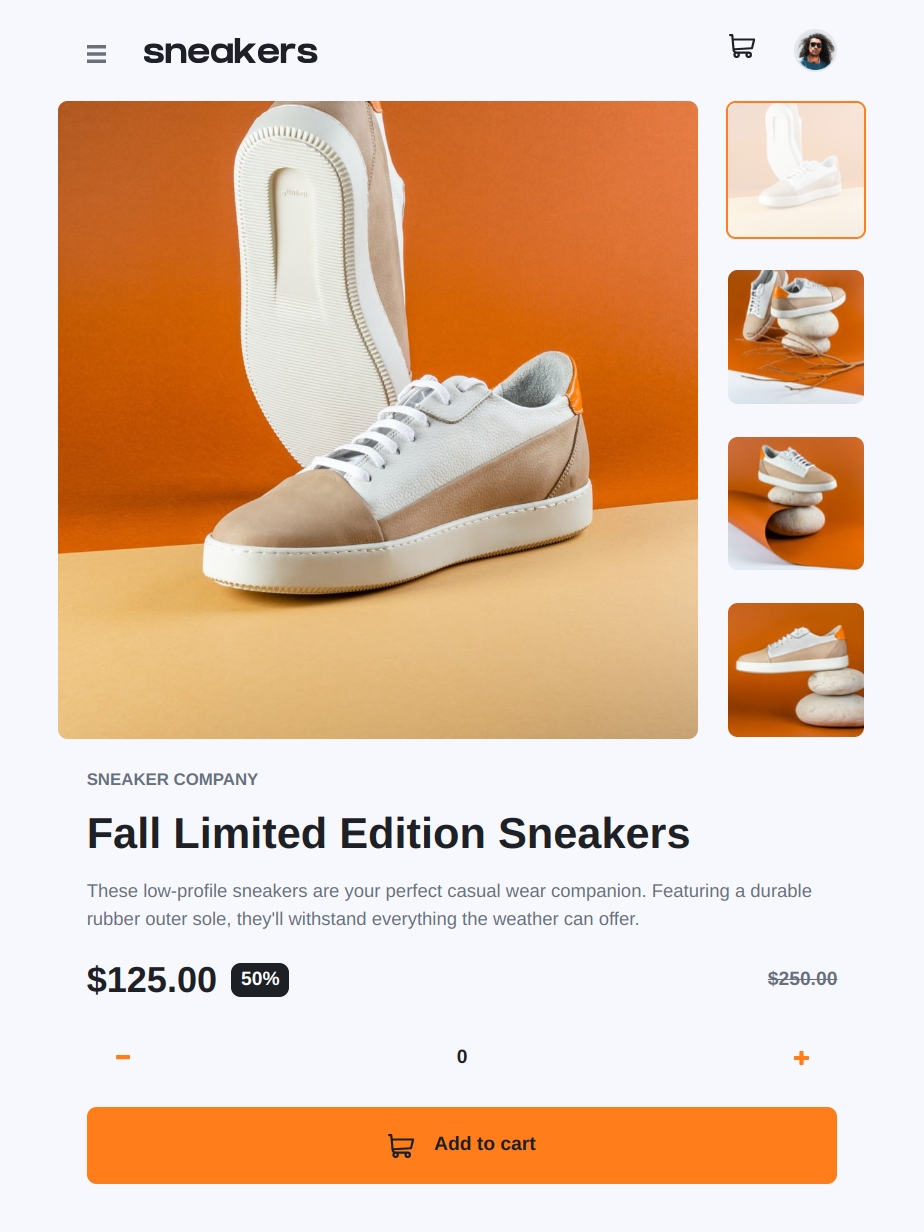 sneakers
SNEAKER COMPANY
Fall Limited Edition Sneakers
These low-profile sneakers are your perfect casual wear companion. Featuring a durable
rubber outer sole, they'll withstand everything the weather can offer.
$125.00 50% $250.00
0
Add to cart